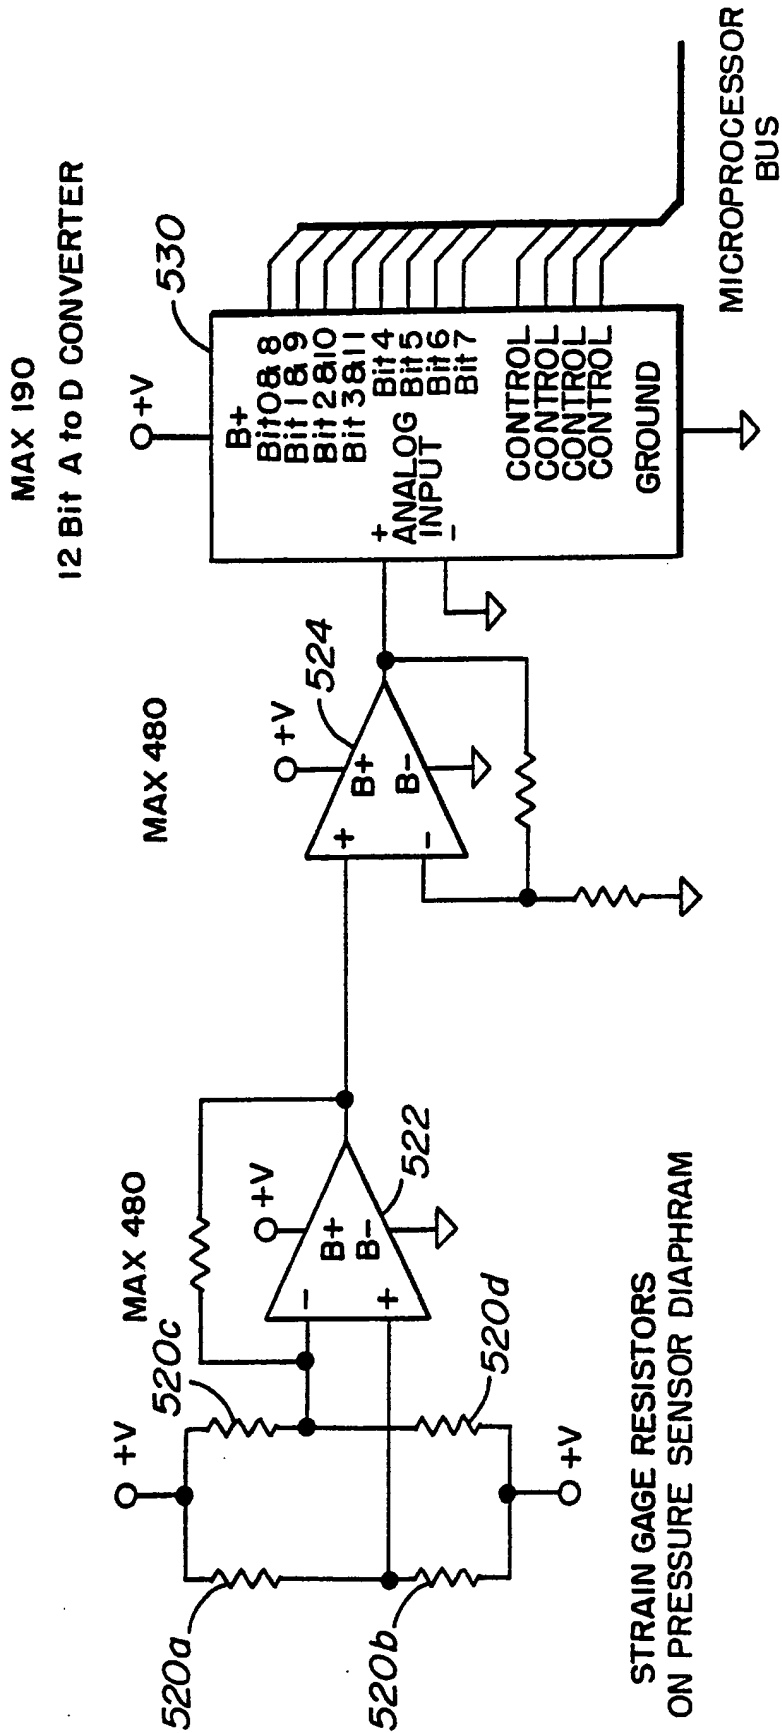 MAX 190
12 Bit A to D CONVERTER
+V
530
B+
Bit 0 & 8
Bit 1 & 9
Bit 2 & 10
Bit 3 & 11
Bit 4
Bit 5
Bit 6
Bit 7
+
ANALOG
INPUT
-
CONTROL
CONTROL
CONTROL
CONTROL
GROUND
MICROPROCESSOR
BUS
MAX 480
+V
524
B+
B-
+
-
MAX 480
+V
522
B+
B-
-
+
+V
520c
520d
520a
520b
+V
STRAIN GAGE RESISTORS
ON PRESSURE SENSOR DIAPHRAM